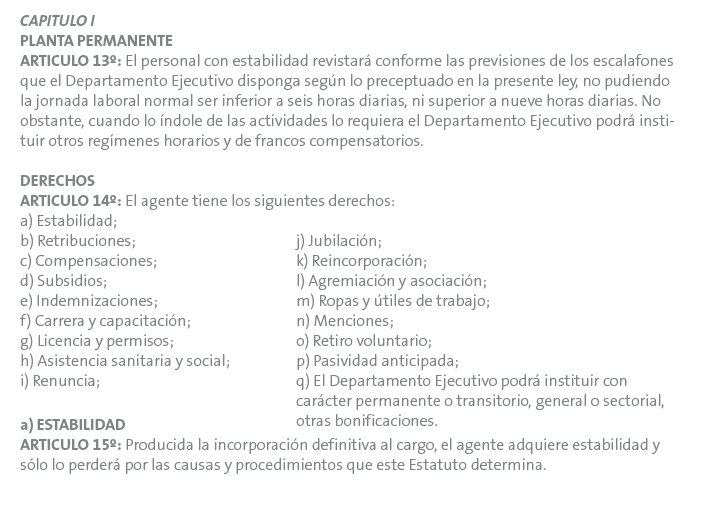 CAPITULO I
PLANTA PERMANENTE
ARTICULO 13º: El personal con estabilidad revistará conforme las previsiones de los escalafones
que el Departamento Ejecutivo disponga según lo preceptuado en la presente ley, no pudiendo
la jornada laboral normal ser inferior a seis horas diarias, ni superior a nueve horas diarias. No
obstante, cuando lo índole de las actividades lo requiera el Departamento Ejecutivo podrá insti-
tuir otros regímenes horarios y de francos compensatorios.
DERECHOS
ARTICULO 14º: El agente tiene los siguientes derechos:
a) Estabilidad;
b) Retribuciones;
c) Compensaciones;
d) Subsidios;
e) Indemnizaciones;
f) Carrera y capacitación;
g) Licencia y permisos;
h) Asistencia sanitaria y social;
i) Renuncia;
j) Jubilación;
k) Reincorporación;
l) Agremiación y asociación;
m) Ropas y útiles de trabajo;
n) Menciones;
o) Retiro voluntario;
p) Pasividad anticipada;
q) El Departamento Ejecutivo podrá instituir con
carácter permanente o transitorio, general o sectorial,
otras bonificaciones.
a) ESTABILIDAD
ARTICULO 15º: Producida la incorporación definitiva al cargo, el agente adquiere estabilidad y
sólo lo perderá por las causas y procedimientos que este Estatuto determina.